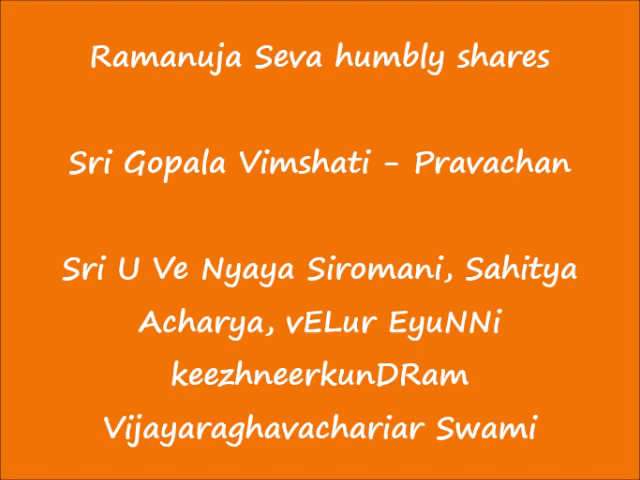 Ramanuja Seva humbly shares
Sri Gopala Vimshati - Pravachan
Sri U Ve Nyaya Siromani, Sahitya
Acharya, vELur EyuNNi
keezhneerkunDRam
Vijayaraghavachariar Swami